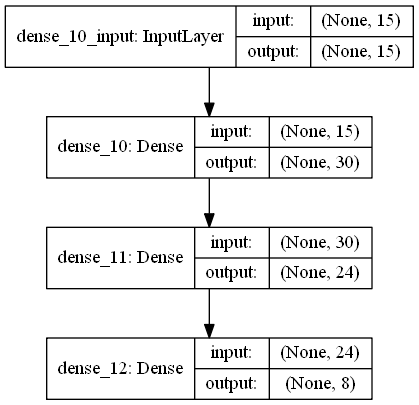 dense_10_input: InputLayer
input: (None, 15)
output: (None, 15)
dense_10: Dense
input: (None, 15)
output: (None, 30)
dense_11: Dense
input: (None, 30)
output: (None, 24)
dense_12: Dense
input: (None, 24)
output: (None, 8)